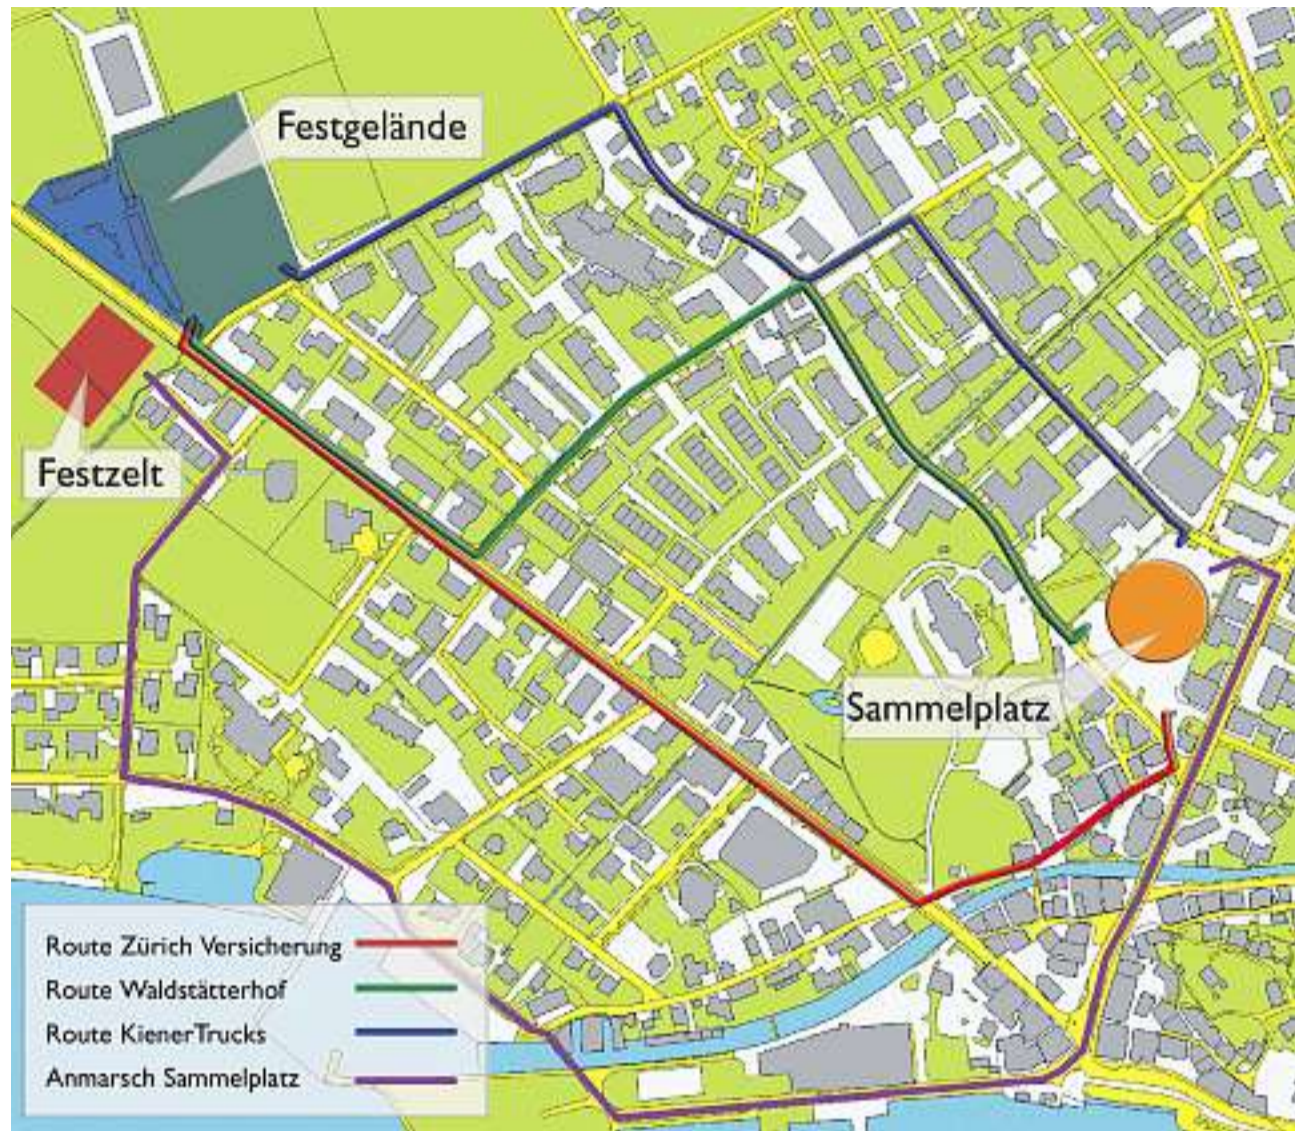 Festgelände
Festzelt
Sammelplatz
Route Zürich Versicherung
Route Waldstätterhof
Route KienerTrucks
Anmarsch Sammelplatz